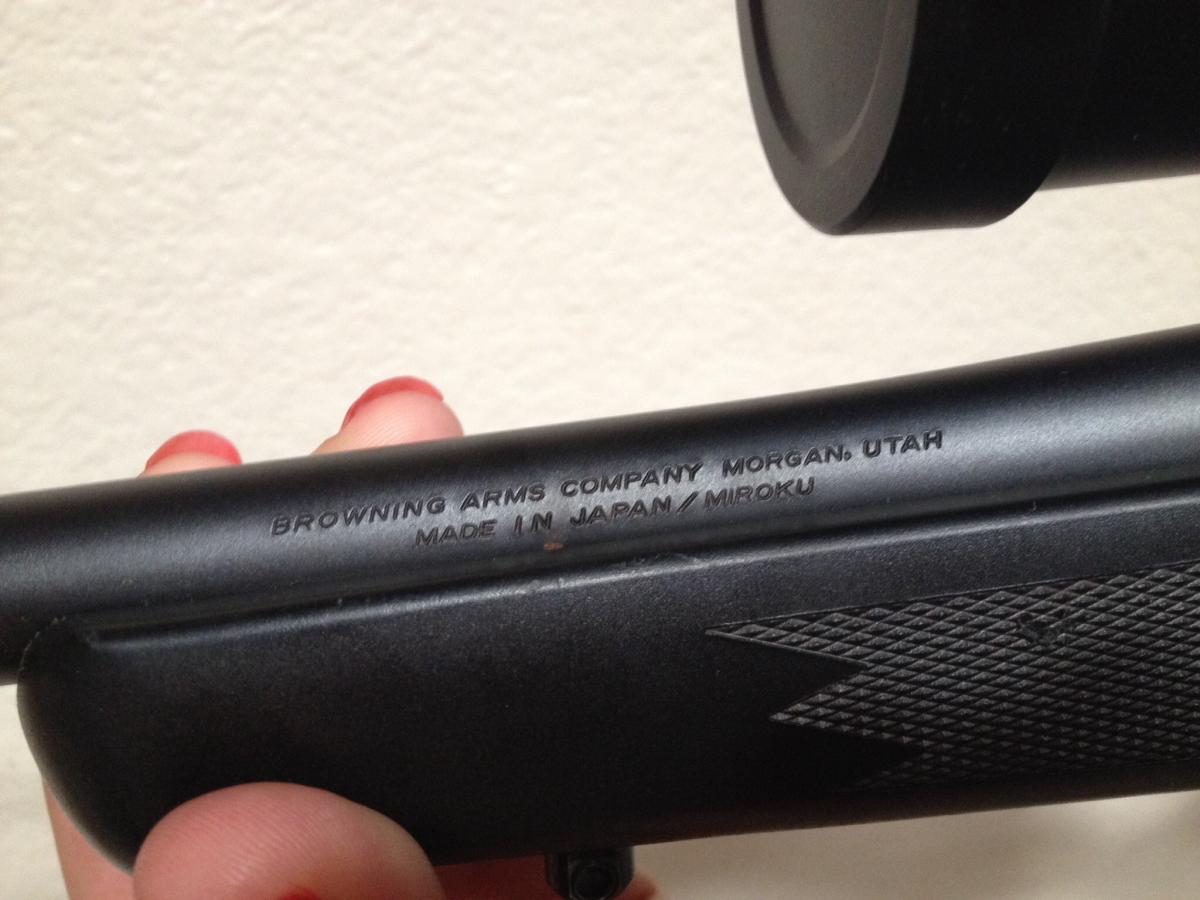 BROWNING ARMS COMPANY MORGAN, UTAH
MADE IN JAPAN/MIROKU